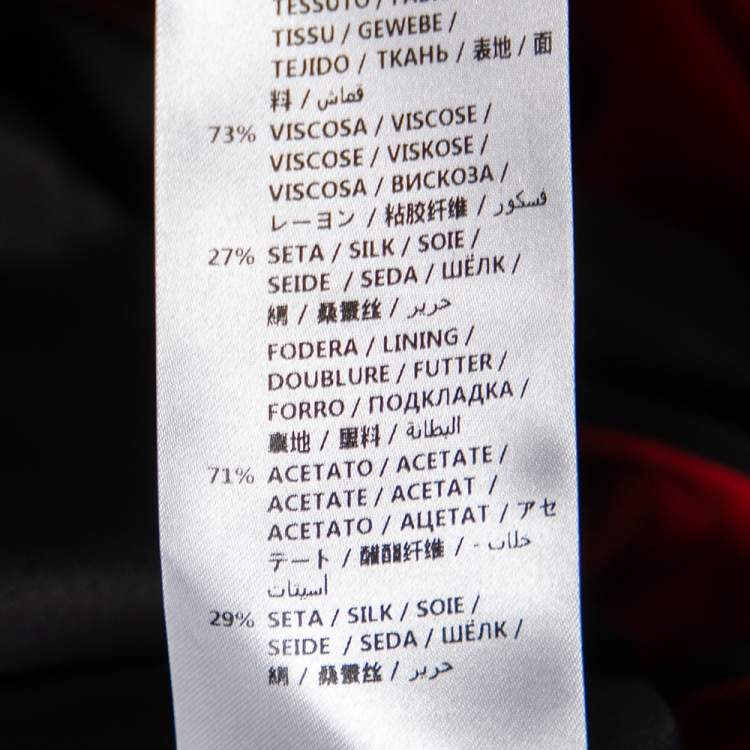 TESSUTO /
TISSU / GEWEBE /
TEJIDO / ТКАНЬ / 表地 / 面
料 / قماش
73% VISCOSA / VISCOSE /
VISCOSE / VISKOSE /
VISCOSA / ВИСКОЗА /
レーヨン / 粘胶纤维 / فسكور
27% SETA / SILK / SOIE /
SEIDE / SEDA / ШЁЛК /
絹 / 桑蚕丝 / حرير
FODERA / LINING /
DOUBLURE / FUTTER /
FORRO / ПОДКЛАДКА /
裏地 / 里料 / البطانة
71% ACETATO / ACETATE /
ACETATE / ACETAT /
ACETATO / АЦЕТАТ / アセ
テート / 醋酯纤维 / - خلات
أسيتات
29% SETA / SILK / SOIE /
SEIDE / SEDA / ШЁЛК /
絹 / 桑蚕丝 / حرير